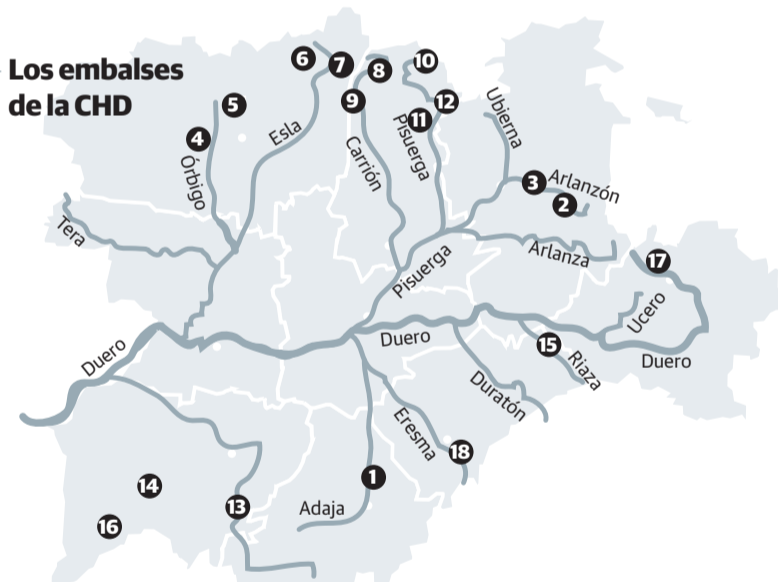 Los embalses
de la CHD
6
7
8
10
5
9
12
11
4
Órbigo
Esla
Carrión
Pisuerga
Ubierna
3
Arlanzón
2
Tera
Arlanza
17
Pisuerga
Ucero
Duero
Duero
15
Riaza
Duero
Duratón
Eresma
18
1
14
13
Adaja
16